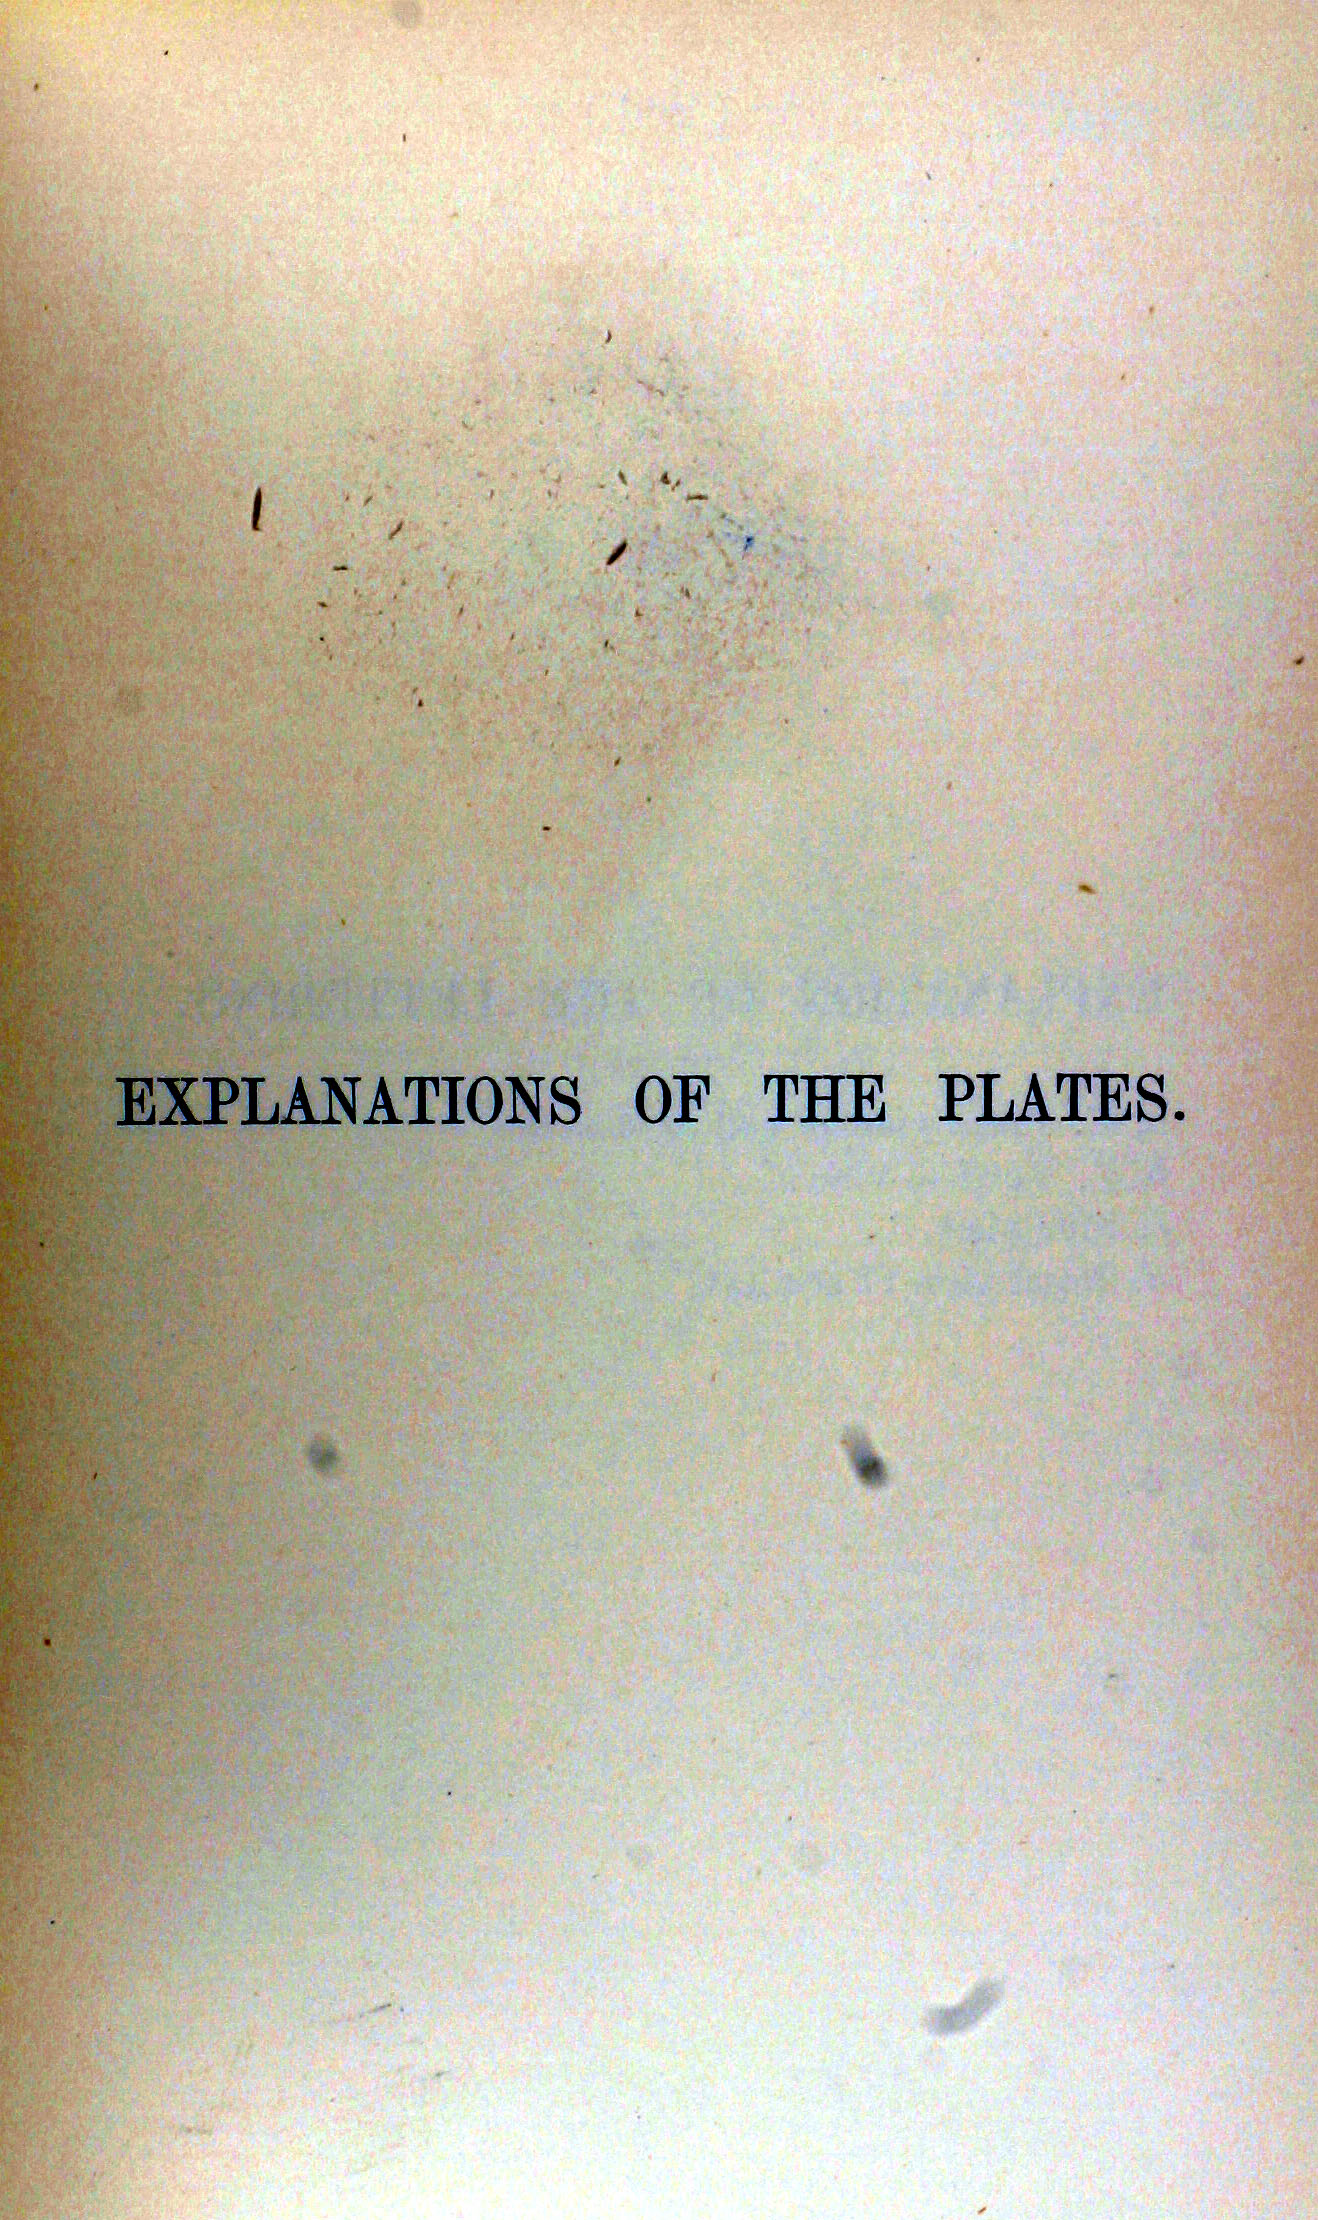 EXPLANATIONS OF THE PLATES.